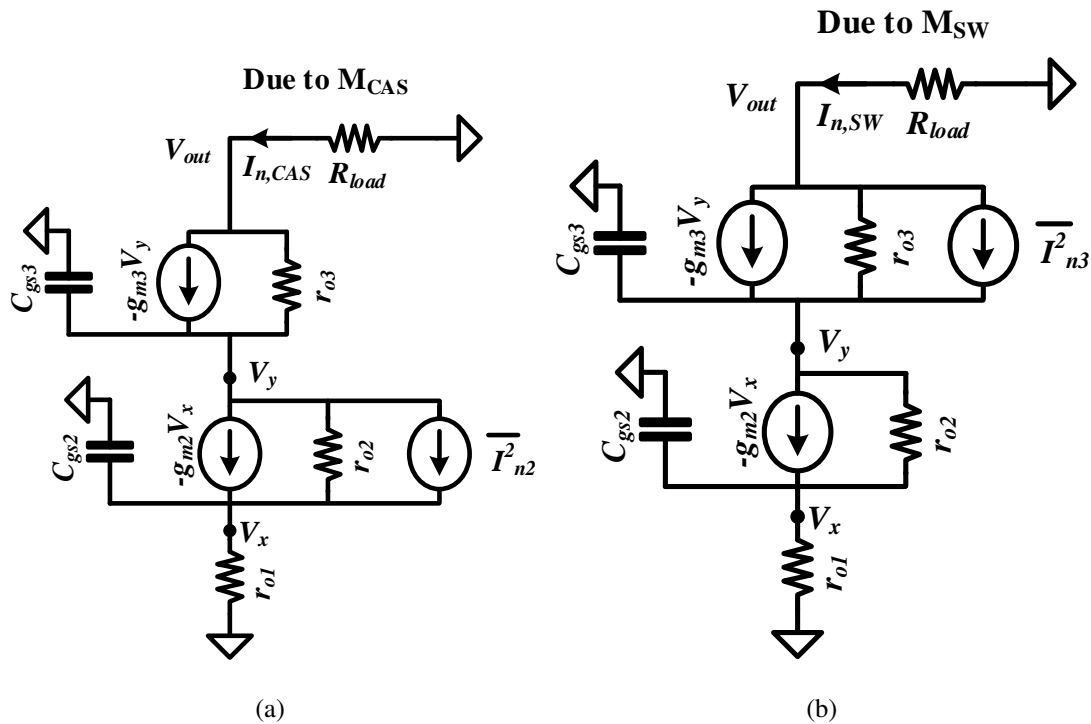 Due to M_CAS
V_out
I_n,CAS
R_load
C_gs3
-g_m3V_y
r_o3
V_y
C_gs2
-g_m2V_x
r_o2
I²_n2
V_x
r_o1
(a)
Due to M_SW
V_out
I_n,SW
R_load
C_gs3
-g_m3V_y
r_o3
I²_n3
V_y
C_gs2
-g_m2V_x
r_o2
V_x
r_o1
(b)